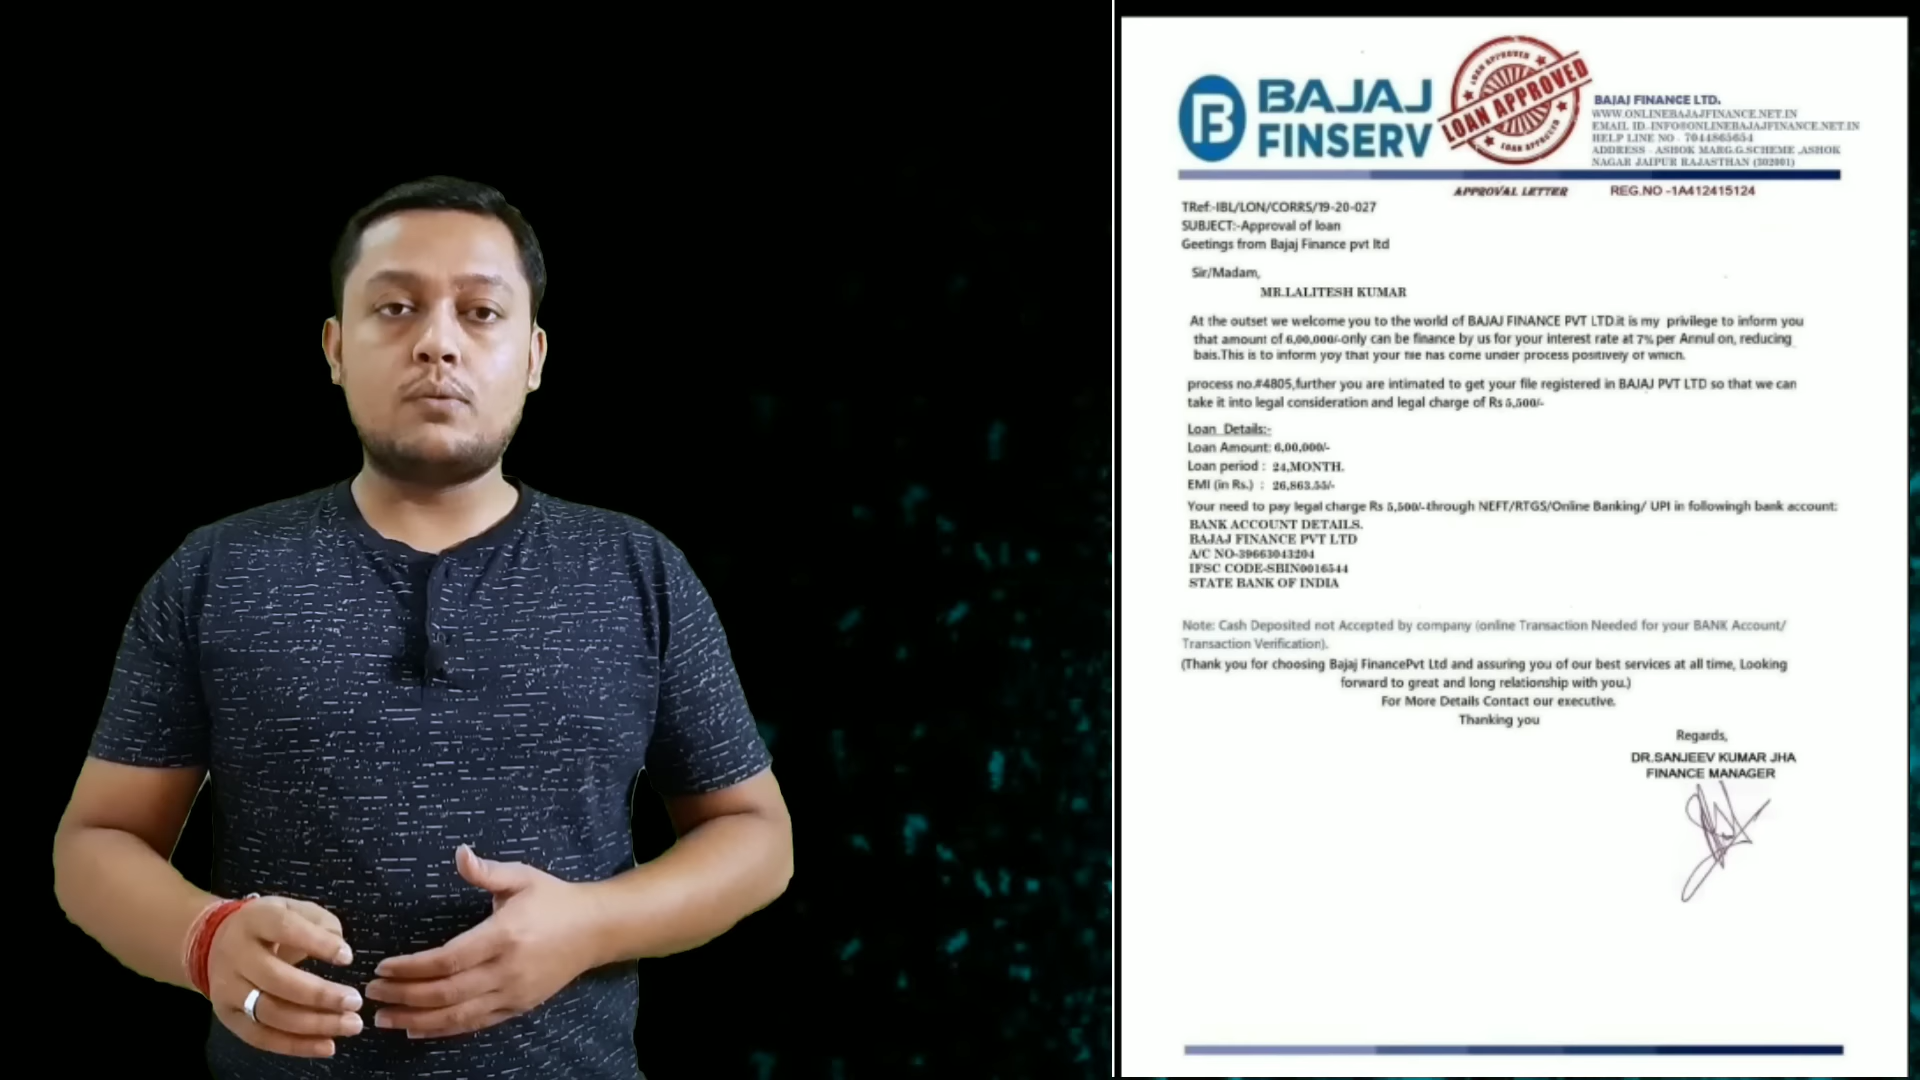 BAJAJ
FINSERV
LOAN APPROVED
LOAN APPROVED
LOAN APPROVED
BAJAJ FINANCE LTD.
WWW.ONLINEBAJAJFINANCE.NET.IN
EMAIL ID-INFO@ONLINEBAJAJFINANCE.NET.IN
HELP LINE NO - 7044865654
ADDRESS - ASHOK MARG.G.SCHEME ,ASHOK
NAGAR JAIPUR RAJASTHAN (302001)
APPROVAL LETTER REG.NO -1A412415124
TRef:-IBL/LON/CORRS/19-20-027
SUBJECT:-Approval of loan
Geetings from Bajaj Finance pvt ltd
Sir/Madam,
MR.LALITESH KUMAR
At the outset we welcome you to the world of BAJAJ FINANCE PVT LTD.it is my privilege to inform you
that amount of 6,00,000/-only can be finance by us for your interest rate at 7% per Annul on, reducing
bais.This is to inform yoy that your file has come under process positively of which.
process no.#4805,further you are intimated to get your file registered in BAJAJ PVT LTD so that we can
take it into legal consideration and legal charge of Rs 5,500/-
Loan Details:-
Loan Amount: 6,00,000/-
Loan period : 24,MONTH.
EMI (in Rs.) : 26,863.55/-
Your need to pay legal charge Rs 5,500/-through NEFT/RTGS/Online Banking/ UPI in followingh bank account:
BANK ACCOUNT DETAILS.
BAJAJ FINANCE PVT LTD
A/C NO-39663043204
IFSC CODE-SBIN0016544
STATE BANK OF INDIA
Note: Cash Deposited not Accepted by company (online Transaction Needed for your BANK Account/
Transaction Verification).
(Thank you for choosing Bajaj FinancePvt Ltd and assuring you of our best services at all time, Looking
forward to great and long relationship with you.)
For More Details Contact our executive.
Thanking you
Regards,
DR.SANJEEV KUMAR JHA
FINANCE MANAGER